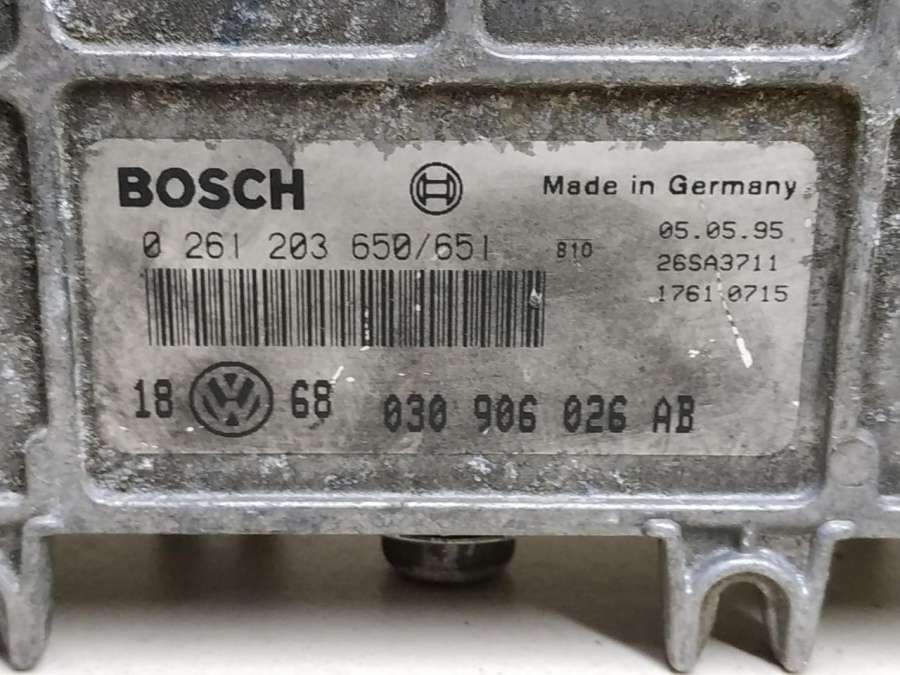 BOSCH
Made in Germany
0 261 203 650/651
810
05.05.95
26SA3711
1761 0715
18 VW 68
030 906 026 AB